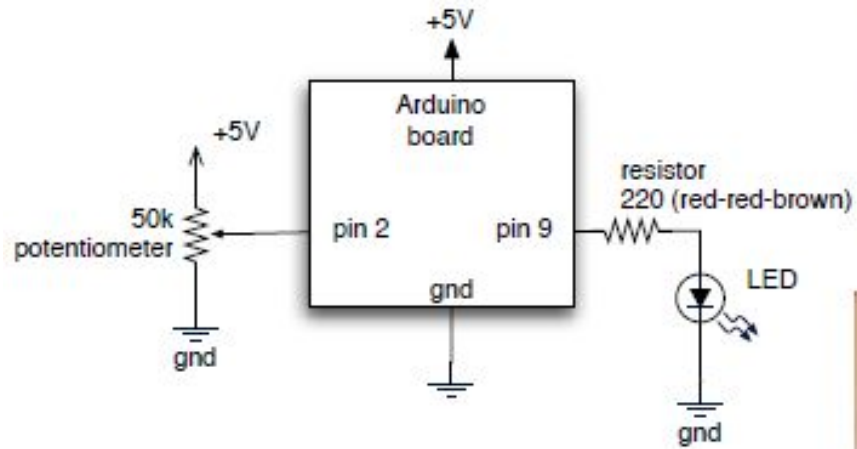 +5V
Arduino
board
+5V
50k
potentiometer
pin 2
pin 9
resistor
220 (red-red-brown)
LED
gnd
gnd
gnd